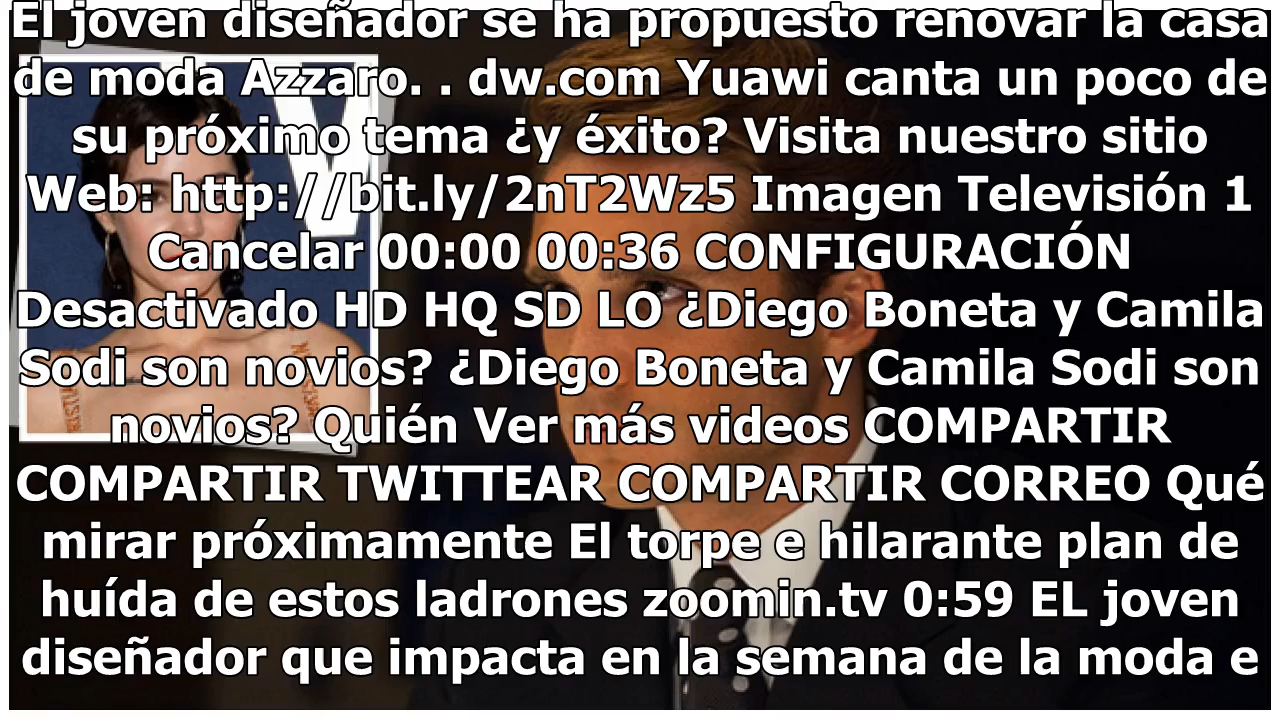 El joven diseñador se ha propuesto renovar la casa
de moda Azzaro. . dw.com Yuawi canta un poco de
su próximo tema ¿y éxito? Visita nuestro sitio
Web: http://bit.ly/2nT2Wz5 Imagen Televisión 1
Cancelar 00:00 00:36 CONFIGURACIÓN
Desactivado HD HQ SD LO ¿Diego Boneta y Camila
Sodi son novios? ¿Diego Boneta y Camila Sodi son
novios? Quién Ver más videos COMPARTIR
COMPARTIR TWITTEAR COMPARTIR CORREO Qué
mirar próximamente El torpe e hilarante plan de
huída de estos ladrones zoomin.tv 0:59 EL joven
diseñador que impacta en la semana de la moda e